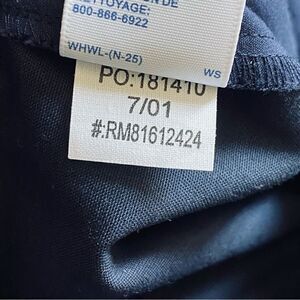 NETTOYAGE:
800-866-6922
WHWL-(N-25) WS
PO:181410
7/01
#:RM81612424